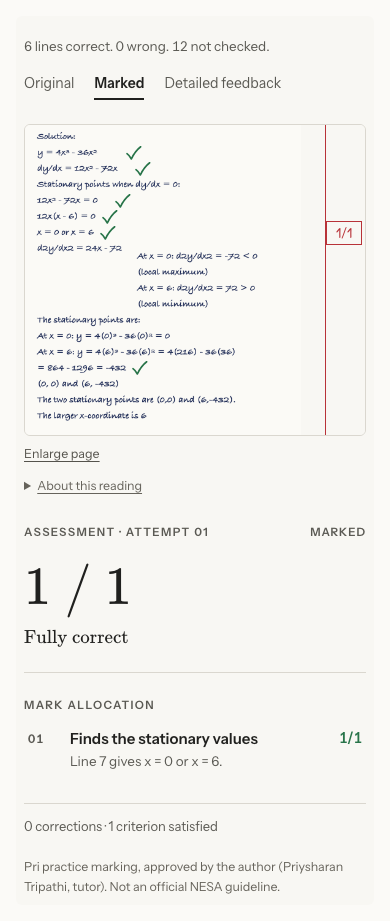 6 lines correct. 0 wrong. 12 not checked.
Original Marked Detailed feedback
Solution:
y = 4x³ - 36x²
dy/dx = 12x² - 72x
Stationary points when dy/dx = 0:
12x² - 72x = 0
12x(x - 6) = 0
x = 0 or x = 6
1/1
d2y/dx2 = 24x - 72
At x = 0: d2y/dx2 = -72 < 0
(local maximum)
At x = 6: d2y/dx2 = 72 > 0
(local minimum)
The stationary points are:
At x = 0: y = 4(0)³ - 36(0)² = 0
At x = 6: y = 4(6)³ - 36(6)² = 4(216) - 36(36)
= 864 - 1296 = -432
(0, 0) and (6, -432)
The two stationary points are (0,0) and (6,-432).
The larger x-coordinate is 6
Enlarge page
About this reading
ASSESSMENT · ATTEMPT 01 MARKED
1 / 1
Fully correct
MARK ALLOCATION
01 Finds the stationary values 1/1
Line 7 gives x = 0 or x = 6.
0 corrections · 1 criterion satisfied
Pri practice marking, approved by the author (Priysharan
Tripathi, tutor). Not an official NESA guideline.